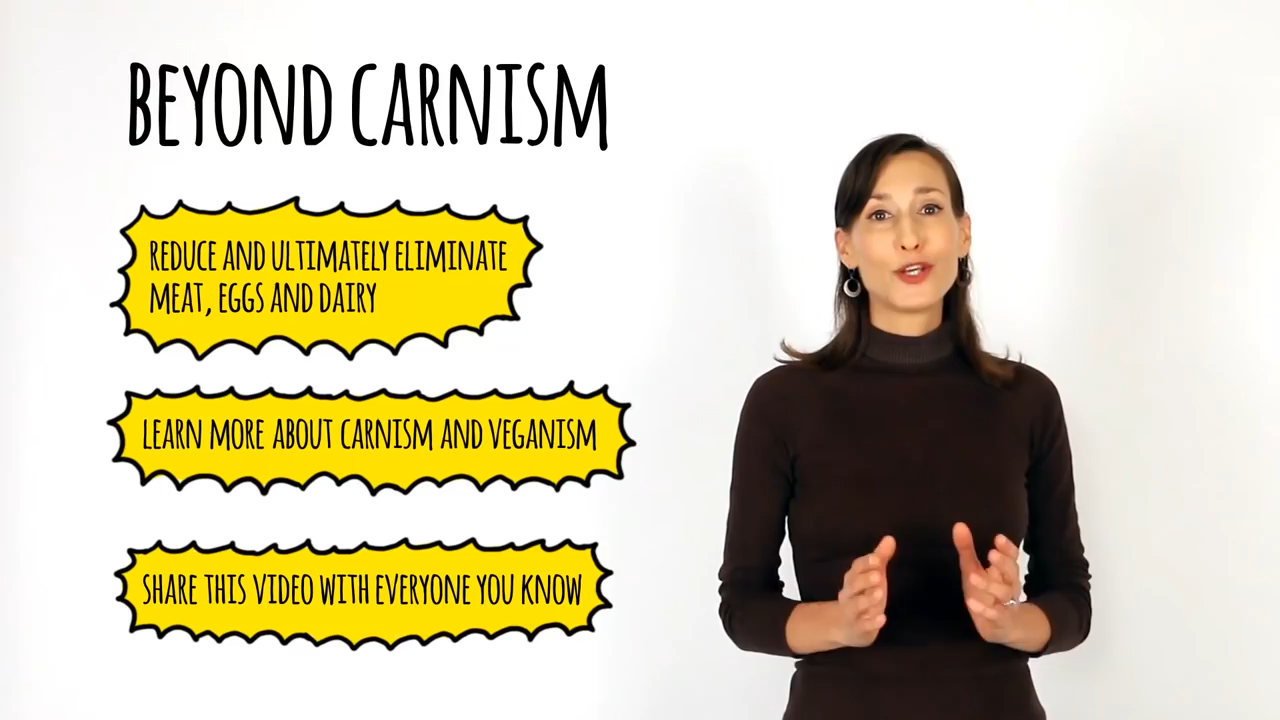 BEYOND CARNISM
REDUCE AND ULTIMATELY ELIMINATE
MEAT, EGGS AND DAIRY
LEARN MORE ABOUT CARNISM AND VEGANISM
SHARE THIS VIDEO WITH EVERYONE YOU KNOW